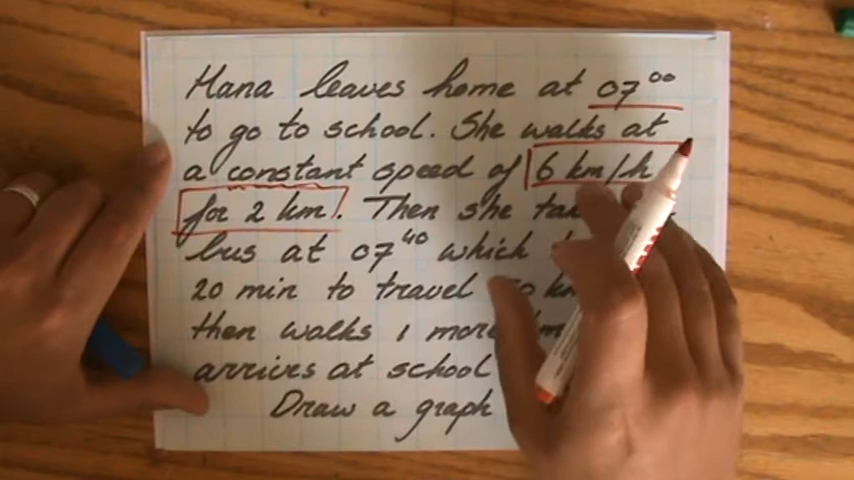 Hana leaves home at 07⁰⁰
to go to school. She walks at
a constant speed of 6 km/h
for 2 km. Then she
bus at 07⁴⁰ which
20 min to travel
then walks 1 more
arrives at school
Draw a graph